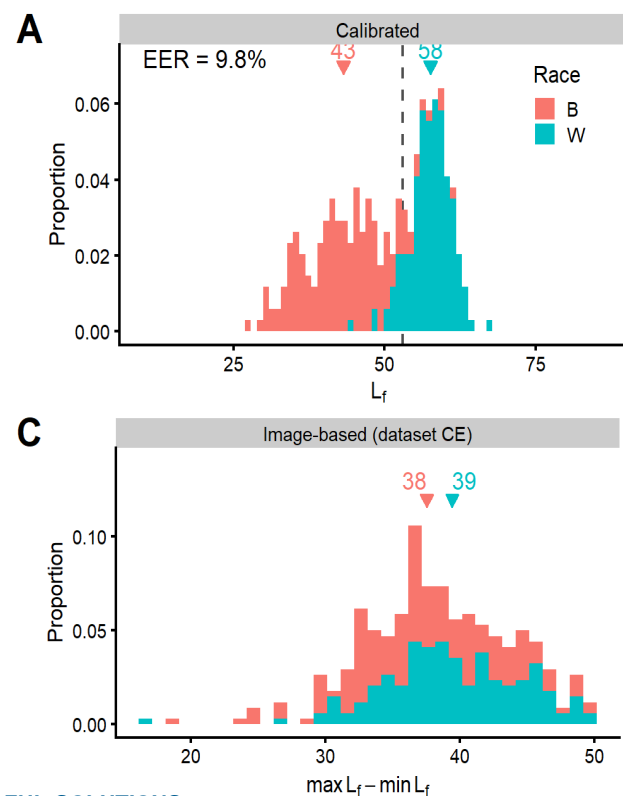 A
Calibrated
EER = 9.8%
43
58
Race
B
W
0.06
0.04
0.02
0.00
Proportion
25
50
75
Lf
C
Image-based (dataset CE)
38
39
0.10
0.05
0.00
Proportion
20
30
40
50
max Lf – min Lf